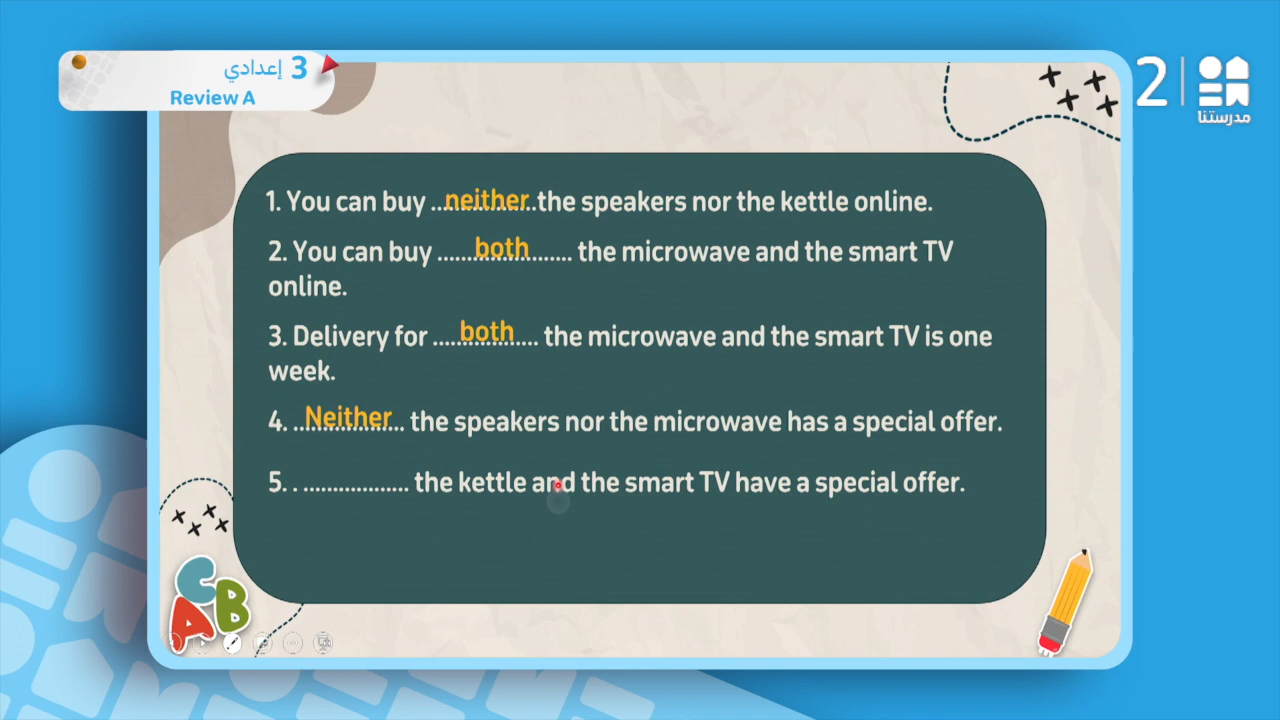 3 إعدادي
Review A
2
مدرستنا
1. You can buy ...neither...the speakers nor the kettle online.
2. You can buy ......both....... the microwave and the smart TV
online.
3. Delivery for ....both.... the microwave and the smart TV is one
week.
4. ..Neither.. the speakers nor the microwave has a special offer.
5. . .................. the kettle and the smart TV have a special offer.
A
B
C